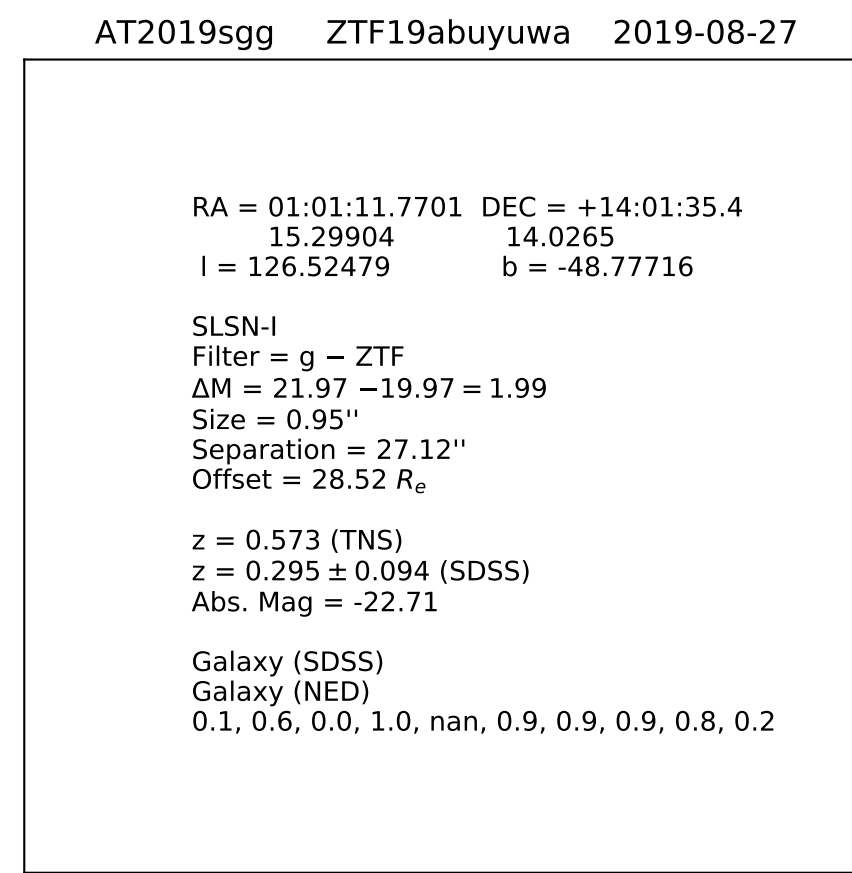 AT2019sgg ZTF19abuyuwa 2019-08-27
RA = 01:01:11.7701 DEC = +14:01:35.4
15.29904 14.0265
l = 126.52479 b = -48.77716
SLSN-I
Filter = g − ZTF
ΔM = 21.97 −19.97 = 1.99
Size = 0.95''
Separation = 27.12''
Offset = 28.52 Rₑ
z = 0.573 (TNS)
z = 0.295 ± 0.094 (SDSS)
Abs. Mag = -22.71
Galaxy (SDSS)
Galaxy (NED)
0.1, 0.6, 0.0, 1.0, nan, 0.9, 0.9, 0.9, 0.8, 0.2